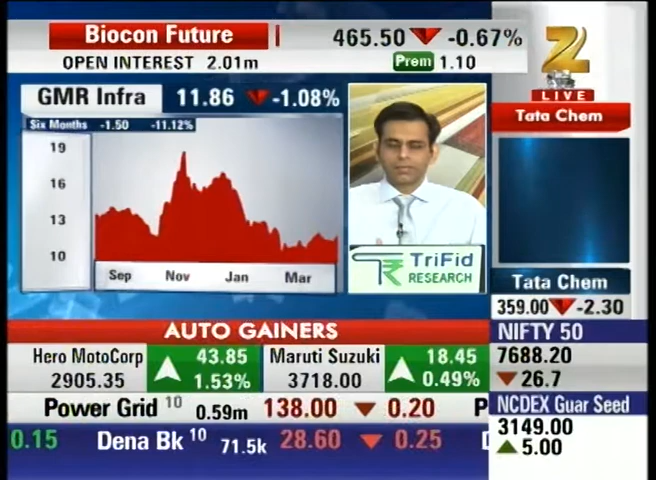 Biocon Future
465.50 -0.67%
OPEN INTEREST 2.01m
Prem 1.10
LIVE
GMR Infra
11.86 -1.08%
Six Months -1.50 -11.12%
19
16
13
10
Sep Nov Jan Mar
TriFid
RESEARCH
Tata Chem
Tata Chem
359.00 -2.30
AUTO GAINERS
Hero MotoCorp 43.85
2905.35 1.53%
Maruti Suzuki 18.45
3718.00 0.49%
NIFTY 50
7688.20
26.7
NCDEX Guar Seed
3149.00
5.00
Power Grid 10 0.59m 138.00 0.20 P
0.15 Dena Bk 10 71.5k 28.60 0.25